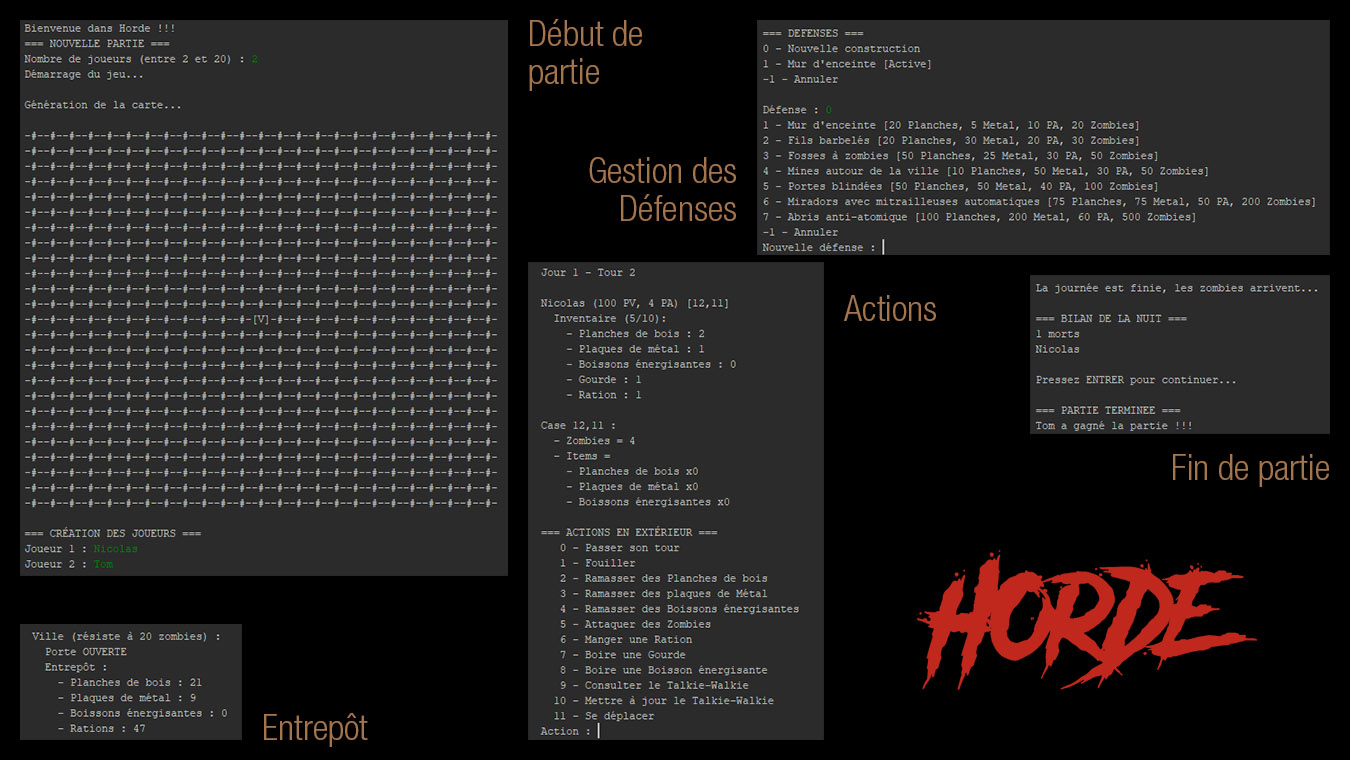 Bienvenue dans Horde !!!
=== NOUVELLE PARTIE ===
Nombre de joueurs (entre 2 et 20) : 2
Démarrage du jeu...
Génération de la carte...
-#--#--#--#--#--#--#--#--#--#--#--#--#--#--#--#--#--#--#--#--#--#--#--#--#-
-#--#--#--#--#--#--#--#--#--#--#--#--#--#--#--#--#--#--#--#--#--#--#--#--#-
-#--#--#--#--#--#--#--#--#--#--#--#--#--#--#--#--#--#--#--#--#--#--#--#--#-
-#--#--#--#--#--#--#--#--#--#--#--#--#--#--#--#--#--#--#--#--#--#--#--#--#-
-#--#--#--#--#--#--#--#--#--#--#--#--#--#--#--#--#--#--#--#--#--#--#--#--#-
-#--#--#--#--#--#--#--#--#--#--#--#--#--#--#--#--#--#--#--#--#--#--#--#--#-
-#--#--#--#--#--#--#--#--#--#--#--#--#--#--#--#--#--#--#--#--#--#--#--#--#-
-#--#--#--#--#--#--#--#--#--#--#--#--#--#--#--#--#--#--#--#--#--#--#--#--#-
-#--#--#--#--#--#--#--#--#--#--#--#--#--#--#--#--#--#--#--#--#--#--#--#--#-
-#--#--#--#--#--#--#--#--#--#--#--#--#--#--#--#--#--#--#--#--#--#--#--#--#-
-#--#--#--#--#--#--#--#--#--#--#--#--#--#--#--#--#--#--#--#--#--#--#--#--#-
-#--#--#--#--#--#--#--#--#--#--#--#--#--#--#--#--#--#--#--#--#--#--#--#--#-
-#--#--#--#--#--#--#--#--#--#--#--#-[V]-#--#--#--#--#--#--#--#--#--#--#--#-
-#--#--#--#--#--#--#--#--#--#--#--#--#--#--#--#--#--#--#--#--#--#--#--#--#-
-#--#--#--#--#--#--#--#--#--#--#--#--#--#--#--#--#--#--#--#--#--#--#--#--#-
-#--#--#--#--#--#--#--#--#--#--#--#--#--#--#--#--#--#--#--#--#--#--#--#--#-
-#--#--#--#--#--#--#--#--#--#--#--#--#--#--#--#--#--#--#--#--#--#--#--#--#-
-#--#--#--#--#--#--#--#--#--#--#--#--#--#--#--#--#--#--#--#--#--#--#--#--#-
-#--#--#--#--#--#--#--#--#--#--#--#--#--#--#--#--#--#--#--#--#--#--#--#--#-
-#--#--#--#--#--#--#--#--#--#--#--#--#--#--#--#--#--#--#--#--#--#--#--#--#-
-#--#--#--#--#--#--#--#--#--#--#--#--#--#--#--#--#--#--#--#--#--#--#--#--#-
-#--#--#--#--#--#--#--#--#--#--#--#--#--#--#--#--#--#--#--#--#--#--#--#--#-
-#--#--#--#--#--#--#--#--#--#--#--#--#--#--#--#--#--#--#--#--#--#--#--#--#-
-#--#--#--#--#--#--#--#--#--#--#--#--#--#--#--#--#--#--#--#--#--#--#--#--#-
-#--#--#--#--#--#--#--#--#--#--#--#--#--#--#--#--#--#--#--#--#--#--#--#--#-
=== CRÉATION DES JOUEURS ===
Joueur 1 : Nicolas
Joueur 2 : Tom
Début de
partie
Gestion des
Défenses
=== DEFENSES ===
0 - Nouvelle construction
1 - Mur d'enceinte [Active]
-1 - Annuler
Défense : 0
1 - Mur d'enceinte [20 Planches, 5 Metal, 10 PA, 20 Zombies]
2 - Fils barbelés [20 Planches, 30 Metal, 20 PA, 30 Zombies]
3 - Fosses à zombies [50 Planches, 25 Metal, 30 PA, 50 Zombies]
4 - Mines autour de la ville [10 Planches, 50 Metal, 30 PA, 50 Zombies]
5 - Portes blindées [50 Planches, 50 Metal, 40 PA, 100 Zombies]
6 - Miradors avec mitrailleuses automatiques [75 Planches, 75 Metal, 50 PA, 200 Zombies]
7 - Abris anti-atomique [100 Planches, 200 Metal, 60 PA, 500 Zombies]
-1 - Annuler
Nouvelle défense :
Jour 1 - Tour 2
Nicolas (100 PV, 4 PA) [12,11]
Inventaire (5/10):
- Planches de bois : 2
- Plaques de métal : 1
- Boissons énergisantes : 0
- Gourde : 1
- Ration : 1
Case 12,11 :
- Zombies = 4
- Items =
- Planches de bois x0
- Plaques de métal x0
- Boissons énergisantes x0
=== ACTIONS EN EXTÉRIEUR ===
0 - Passer son tour
1 - Fouiller
2 - Ramasser des Planches de bois
3 - Ramasser des plaques de Métal
4 - Ramasser des Boissons énergisantes
5 - Attaquer des Zombies
6 - Manger une Ration
7 - Boire une Gourde
8 - Boire une Boisson énergisante
9 - Consulter le Talkie-Walkie
10 - Mettre à jour le Talkie-Walkie
11 - Se déplacer
Action :
Actions
La journée est finie, les zombies arrivent...
=== BILAN DE LA NUIT ===
1 morts
Nicolas
Pressez ENTRER pour continuer...
=== PARTIE TERMINEE ===
Tom a gagné la partie !!!
Fin de partie
HORDE
Ville (résiste à 20 zombies) :
Porte OUVERTE
Entrepôt :
- Planches de bois : 21
- Plaques de métal : 9
- Boissons énergisantes : 0
- Rations : 47
Entrepôt